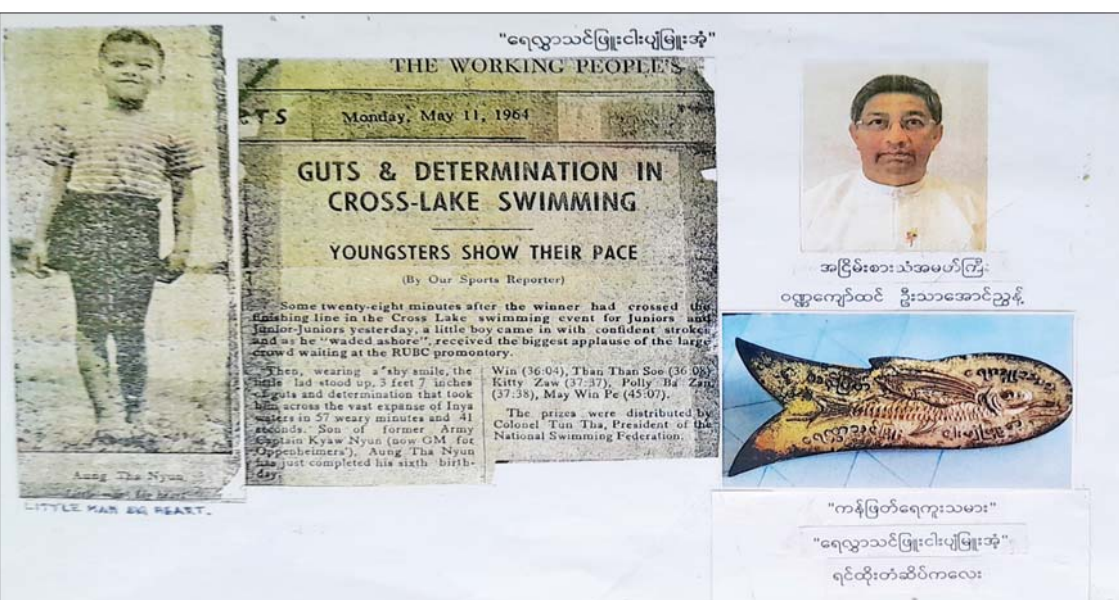 "ရေလွှာသင်ဖြူးငါးပျံမြူးအံ့"
THE WORKING PEOPLE'S
RTS Monday, May 11, 1964
GUTS & DETERMINATION IN
CROSS-LAKE SWIMMING
YOUNGSTERS SHOW THEIR PACE
(By Our Sports Reporter)
Some twenty-eight minutes after the winner had crossed the
finishing line in the Cross Lake swimming event for Juniors and
Junior-Juniors yesterday, a little boy came in with confident strokes
and as he "waded ashore", received the biggest applause of the large
crowd waiting at the RUBC promontory.
Then, wearing a shy smile, the
little lad stood up, 3 feet 7 inches
of guts and determination that took
him across the vast expanse of Inya
waters in 57 weary minutes and 41
seconds. Son of former Army
Captain Kyaw Nyun (now GM for
Oppenheimers'), Aung Tha Nyun
has just completed his sixth birth-
day.
Win (36:04), Than Than Soe (36:08)
Kitty Zaw (37:37), Polly Ba Zan
(37:38), May Win Pe (45:07).
The prizes were distributed by
Colonel Tun Tha, President of the
National Swimming Federation.
Aung Tha Nyun
LITTLE MAN BIG HEART.
အငြိမ်းစားသံအမတ်ကြီး
ဝဏ္ဏကျော်ထင် ဦးသာအောင်ညွန့်
ရေလွှာသင်ဖြူး
ငါးပျံမြူးအံ့
"ကန်ဖြတ်ရေကူးသမား"
"ရေလွှာသင်ဖြူးငါးပျံမြူးအံ့"
ရင်ထိုးတံဆိပ်ကလေး